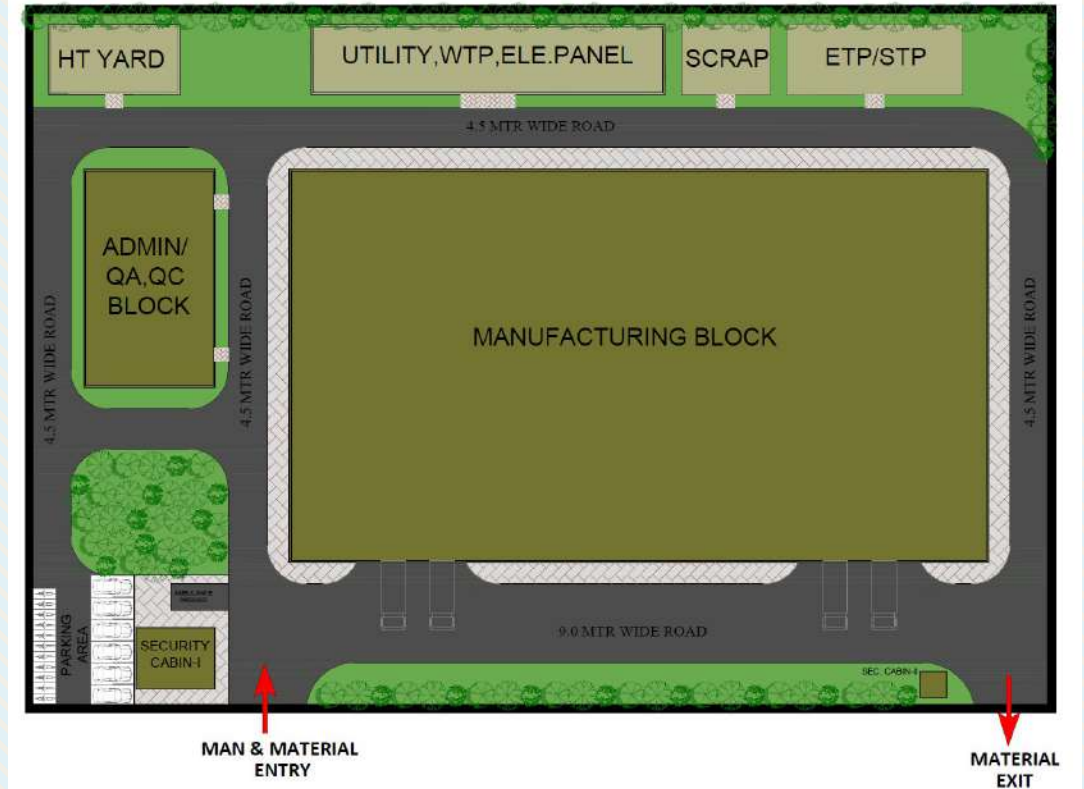 HT YARD
UTILITY,WTP,ELE.PANEL
SCRAP
ETP/STP
4.5 MTR WIDE ROAD
ADMIN/
QA,QC
BLOCK
MANUFACTURING BLOCK
4.5 MTR WIDE ROAD
4.5 MTR WIDE ROAD
4.5 MTR WIDE ROAD
PARKING
AREA
SECURITY
CABIN-I
9.0 MTR WIDE ROAD
SEC. CABIN-II
MAN & MATERIAL
ENTRY
MATERIAL
EXIT